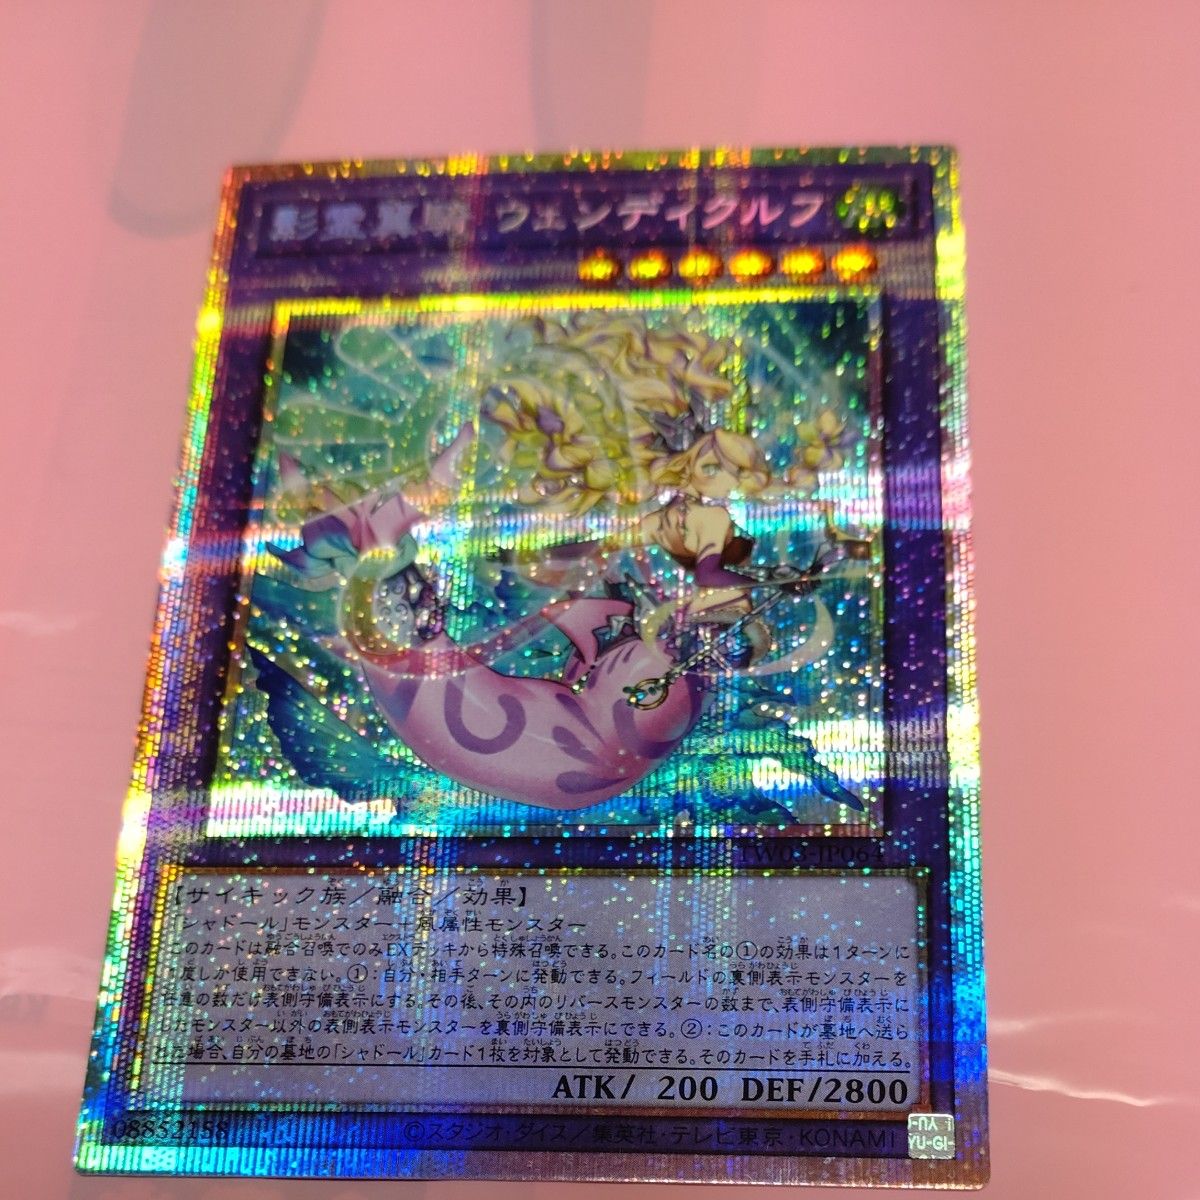 影霊翼 ウェンディグルフ
TW03-JP064
【サイキック族／融合／効果】
「シャドール」モンスター＋風属性モンスター
このカードは融合召喚でのみEXデッキから特殊召喚できる。このカード名の①の効果は1ターンに
1度しか使用できない。①：自分・相手ターンに発動できる。フィールドの裏側表示モンスターを
任意の数だけ表側守備表示にする。その後、その内のリバースモンスターの数まで、表側守備表示に
したモンスター以外の表側表示モンスターを裏側守備表示にできる。②：このカードが墓地へ送ら
れた場合、自分の墓地の「シャドール」カード1枚を対象として発動できる。そのカードを手札に加える。
ATK/ 200 DEF/2800
08852158
©スタジオ・ダイス／集英社・テレビ東京・KONAMI